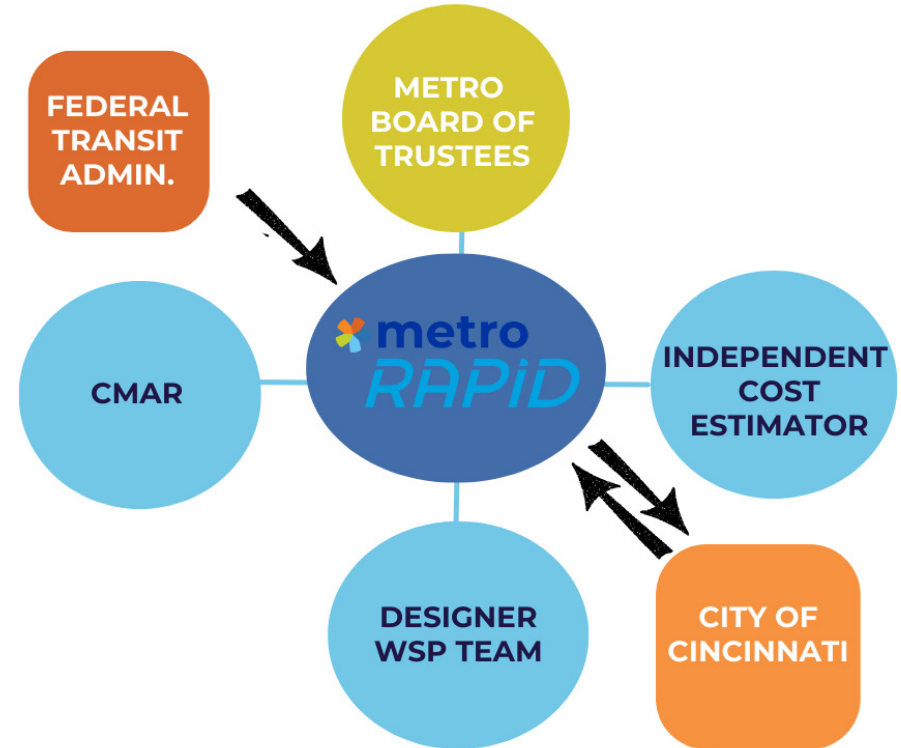 FEDERAL
TRANSIT
ADMIN.
METRO
BOARD OF
TRUSTEES
metro
RAPID
CMAR
INDEPENDENT
COST
ESTIMATOR
DESIGNER
WSP TEAM
CITY OF
CINCINNATI